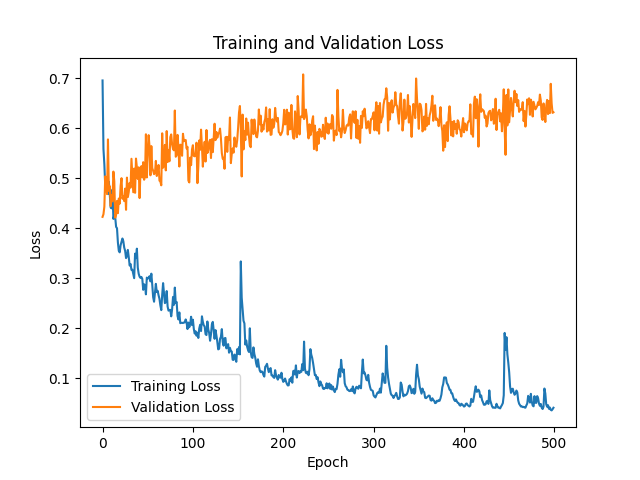 Training and Validation Loss
0.7
0.6
0.5
0.4
0.3
0.2
0.1
Loss
Training Loss
Validation Loss
0 100 200 300 400 500
Epoch